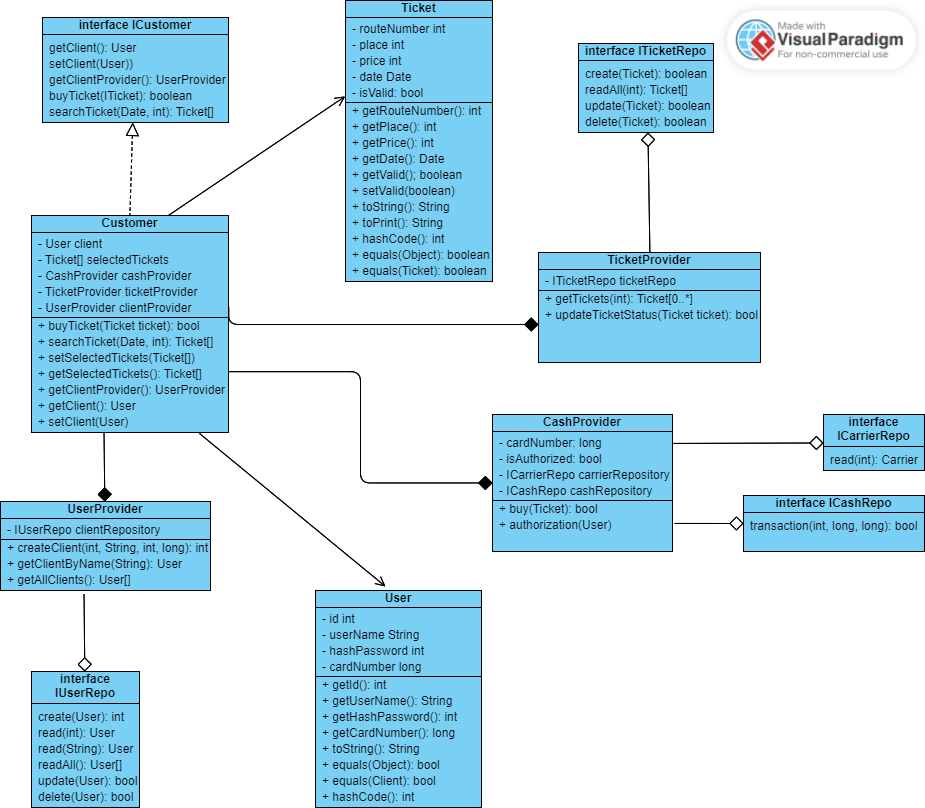 interface ICustomer
getClient(): User
setClient(User))
getClientProvider(): UserProvider
buyTicket(ITicket): boolean
searchTicket(Date, int): Ticket[]
Ticket
- routeNumber int
- place int
- price int
- date Date
- isValid: bool
+ getRouteNumber(): int
+ getPlace(): int
+ getPrice(): int
+ getDate(): Date
+ getValid(); boolean
+ setValid(boolean)
+ toString(): String
+ toPrint(): String
+ hashCode(): int
+ equals(Object): boolean
+ equals(Ticket): boolean
interface ITicketRepo
create(Ticket): boolean
readAll(int): Ticket[]
update(Ticket): boolean
delete(Ticket): boolean
Made with
Visual Paradigm
For non-commercial use
Customer
- User client
- Ticket[] selectedTickets
- CashProvider cashProvider
- TicketProvider ticketProvider
- UserProvider clientProvider
+ buyTicket(Ticket ticket): bool
+ searchTicket(Date, int): Ticket[]
+ setSelectedTickets(Ticket[])
+ getSelectedTickets(): Ticket[]
+ getClientProvider(): UserProvider
+ getClient(): User
+ setClient(User)
TicketProvider
- ITicketRepo ticketRepo
+ getTickets(int): Ticket[0..*]
+ updateTicketStatus(Ticket ticket): bool
CashProvider
- cardNumber: long
- isAuthorized: bool
- ICarrierRepo carrierRepository
- ICashRepo cashRepository
+ buy(Ticket): bool
+ authorization(User)
interface
ICarrierRepo
read(int): Carrier
interface ICashRepo
transaction(int, long, long): bool
UserProvider
- IUserRepo clientRepository
+ createClient(int, String, int, long): int
+ getClientByName(String): User
+ getAllClients(): User[]
User
- id int
- userName String
- hashPassword int
- cardNumber long
+ getId(): int
+ getUserName(): String
+ getHashPassword(): int
+ getCardNumber(): long
+ toString(): String
+ equals(Object): bool
+ equals(Client): bool
+ hashCode(): int
interface
IUserRepo
create(User): int
read(int): User
read(String): User
readAll(): User[]
update(User): bool
delete(User): bool